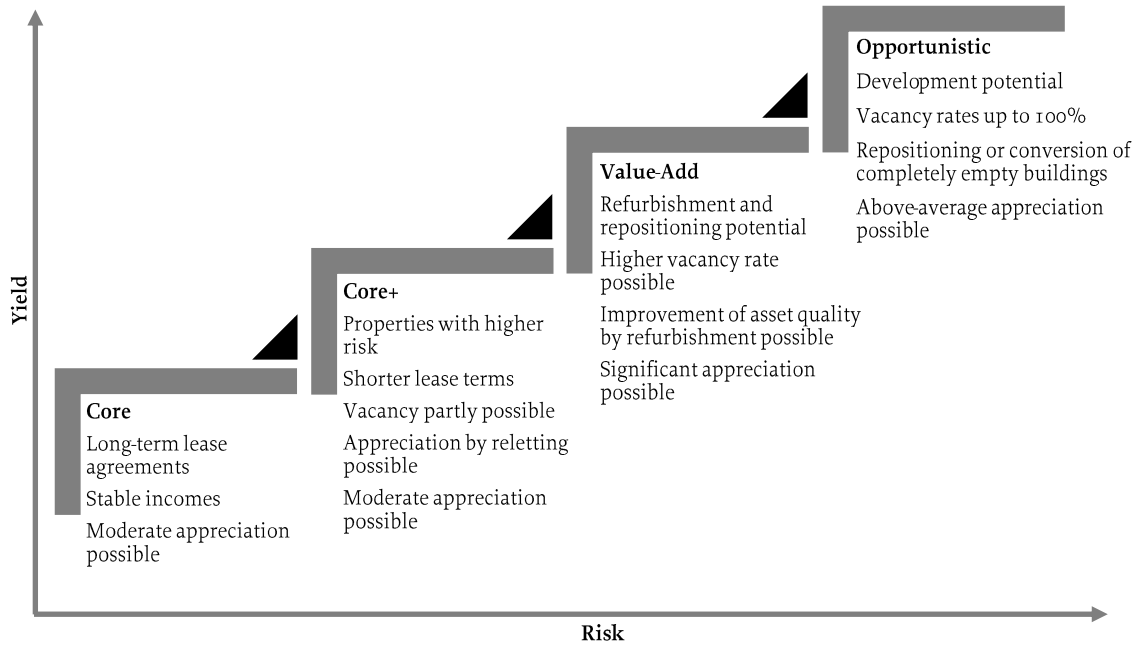 Yield
Core
Long-term lease
agreements
Stable incomes
Moderate appreciation
possible
Core+
Properties with higher
risk
Shorter lease terms
Vacancy partly possible
Appreciation by reletting
possible
Moderate appreciation
possible
Value-Add
Refurbishment and
repositioning potential
Higher vacancy rate
possible
Improvement of asset quality
by refurbishment possible
Significant appreciation
possible
Opportunistic
Development potential
Vacancy rates up to 100%
Repositioning or conversion of
completely empty buildings
Above-average appreciation
possible
Risk